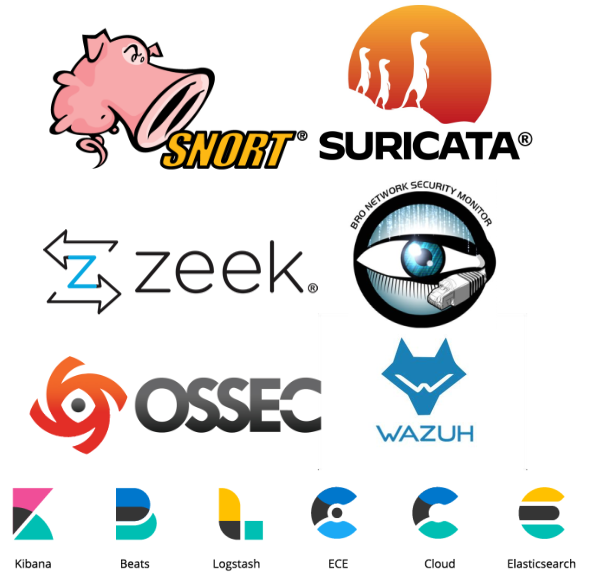 SNORT®
SURICATA®
zeek®
BRO NETWORK SECURITY MONITOR
OSSEC
WAZUH
Kibana
Beats
Logstash
ECE
Cloud
Elasticsearch